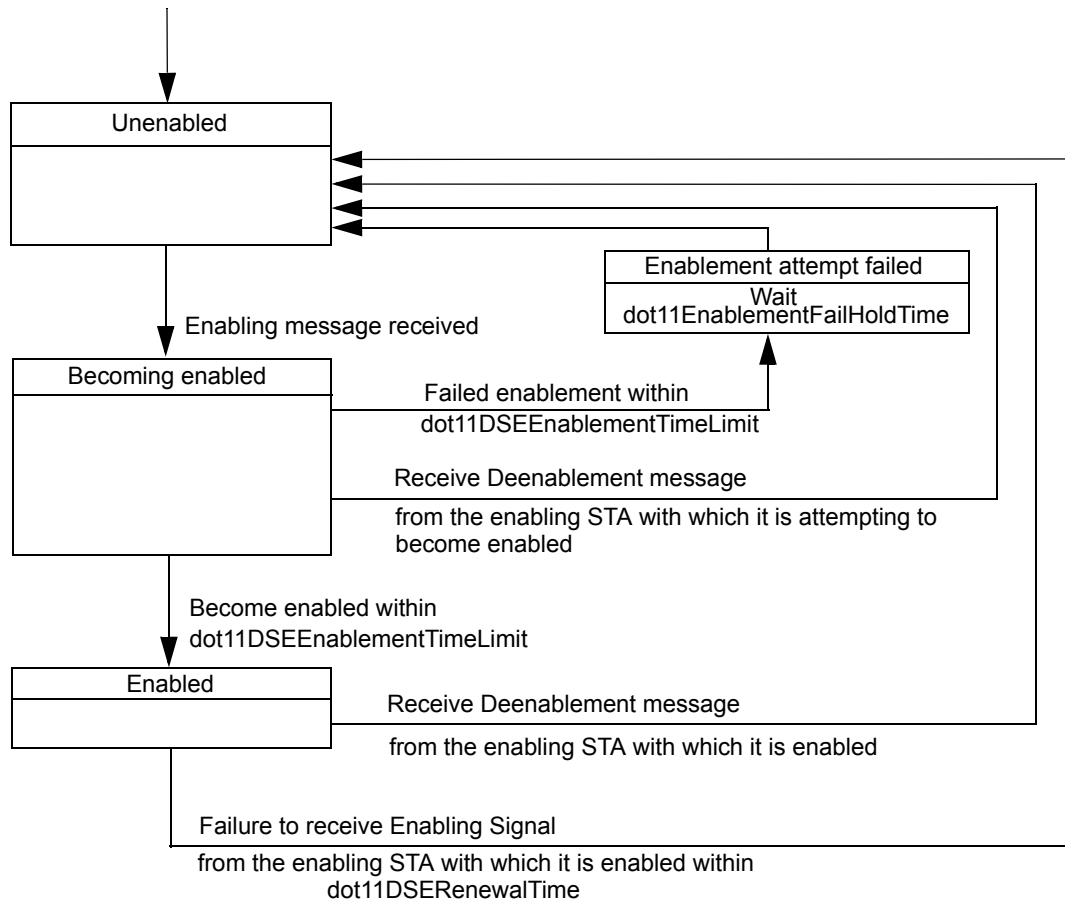 Unenabled
Enablement attempt failed
Wait
dot11EnablementFailHoldTime
Enabling message received
Becoming enabled
Failed enablement within
dot11DSEEnablementTimeLimit
Receive Deenablement message
from the enabling STA with which it is attempting to
become enabled
Become enabled within
dot11DSEEnablementTimeLimit
Enabled
Receive Deenablement message
from the enabling STA with which it is enabled
Failure to receive Enabling Signal
from the enabling STA with which it is enabled within
dot11DSERenewalTime